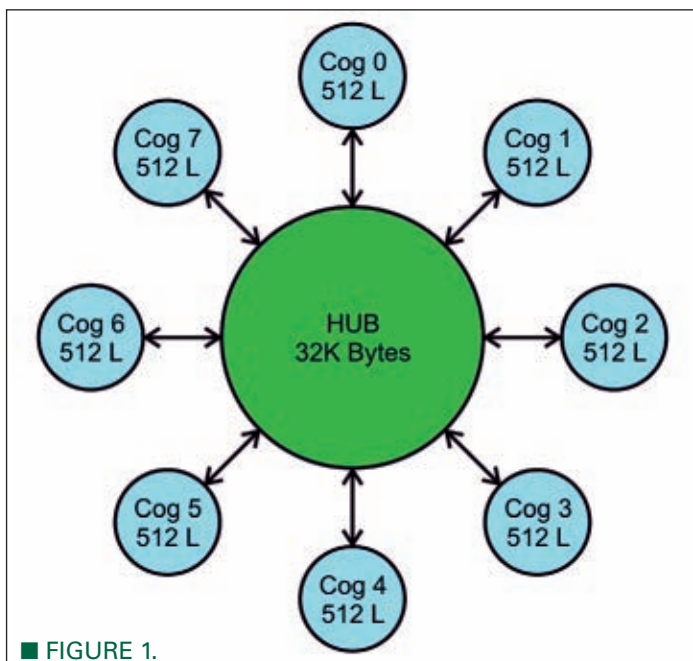 Cog 0
512 L
Cog 7
512 L
Cog 1
512 L
Cog 6
512 L
HUB
32K Bytes
Cog 2
512 L
Cog 5
512 L
Cog 3
512 L
Cog 4
512 L
■ FIGURE 1.